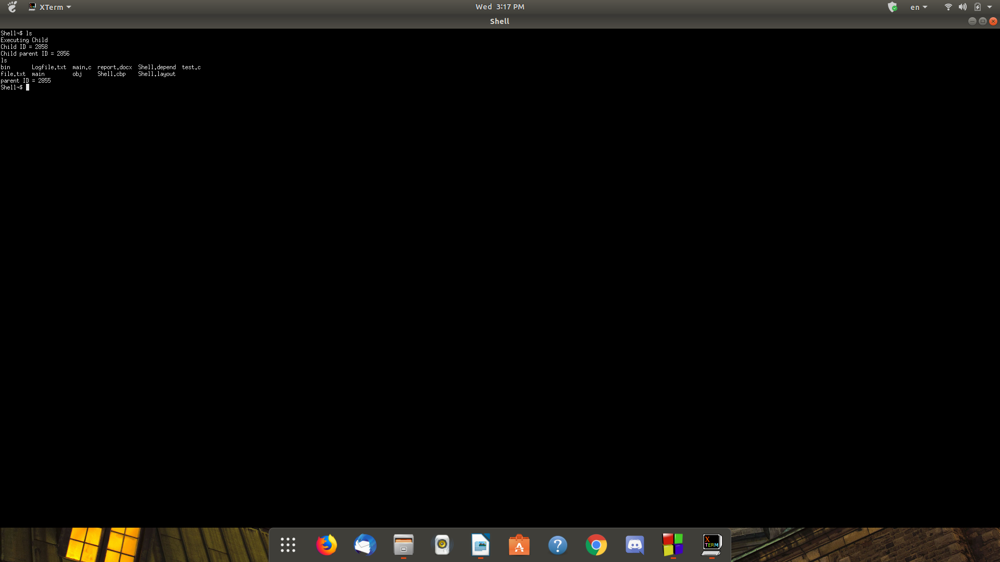 XTerm
Wed 3:17 PM
en
Shell
Shell¬$ ls
Executing Child
Child ID = 2858
Child parent ID = 2856
ls
bin Logfile.txt main.c report.docx Shell.depend test.c
file.txt main obj Shell.cbp Shell.layout
parent ID = 2855
Shell¬$
X
TERM